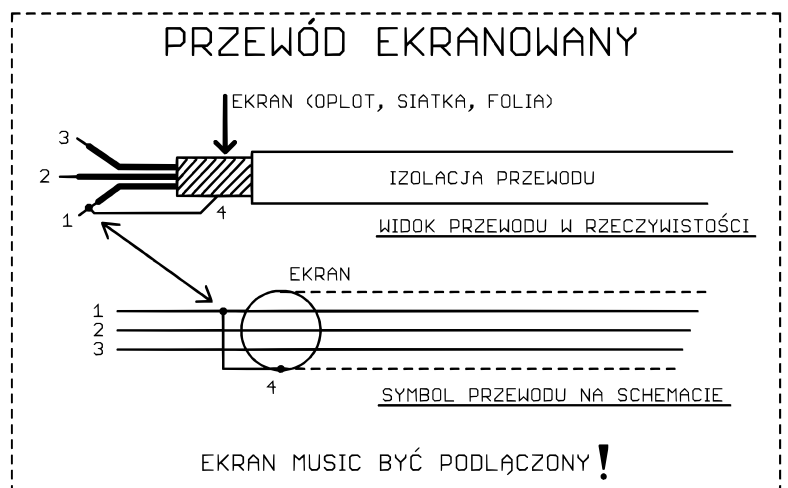 PRZEWÓD EKRANOWANY
EKRAN (OPLOT, SIATKA, FOLIA)
3
2
1
4
IZOLACJA PRZEWODU
WIDOK PRZEWODU W RZECZYWISTOŚCI
EKRAN
1
2
3
4
SYMBOL PRZEWODU NA SCHEMACIE
EKRAN MUSIC BYĆ PODLĄCZONY!